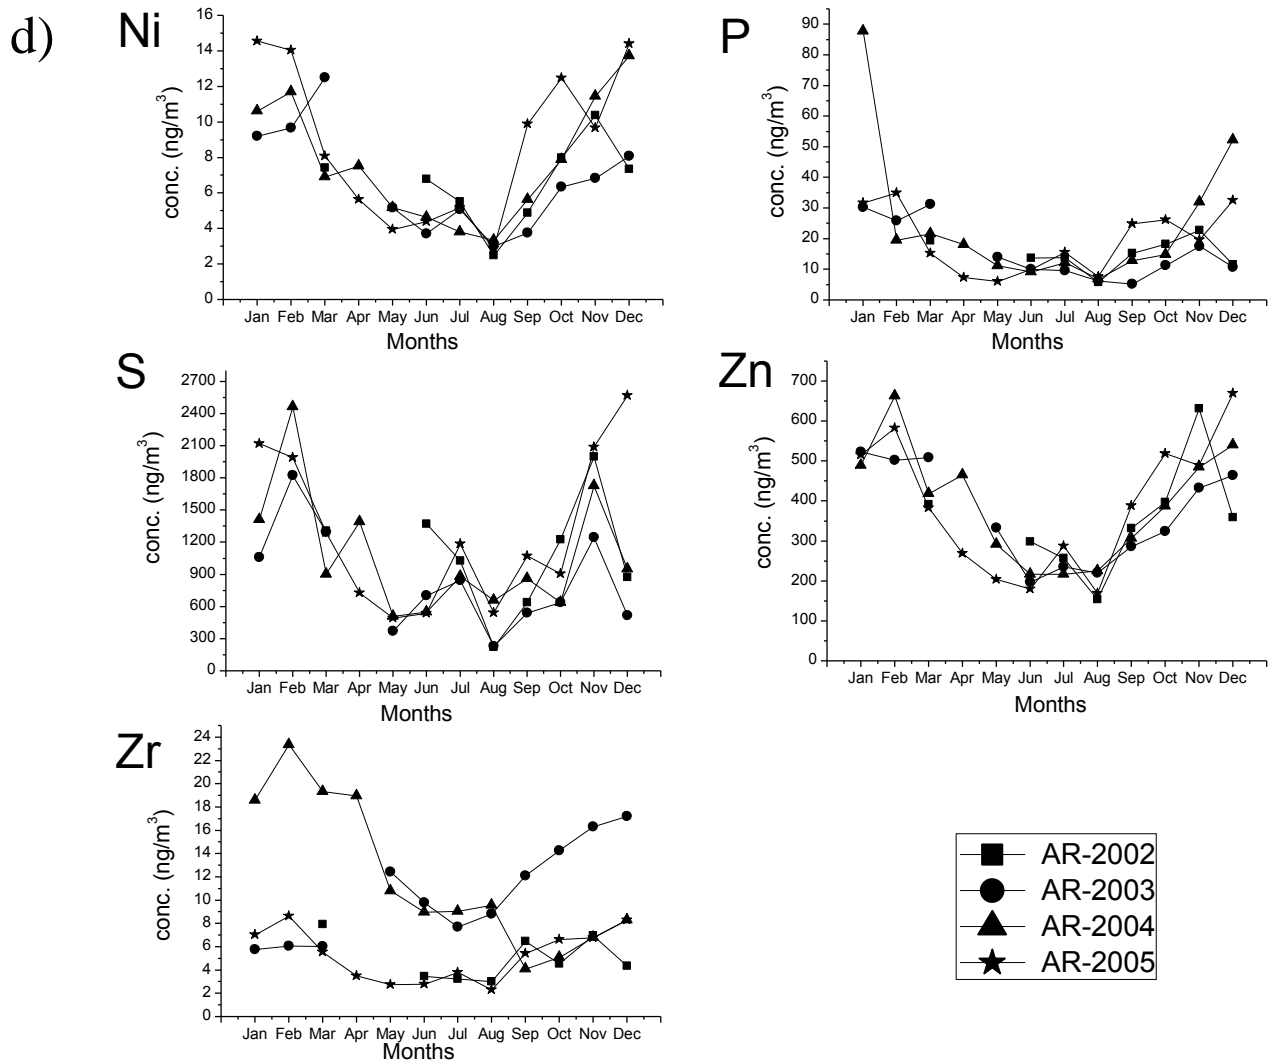 d)
Ni
16
14
12
10
8
6
4
2
0
conc. (ng/m³)
Jan Feb Mar Apr May Jun Jul Aug Sep Oct Nov Dec
Months
P
90
80
70
60
50
40
30
20
10
0
conc. (ng/m³)
Jan Feb Mar Apr May Jun Jul Aug Sep Oct Nov Dec
Months
S
2700
2400
2100
1800
1500
1200
900
600
300
0
conc. (ng/m³)
Jan Feb Mar Apr May Jun Jul Aug Sep Oct Nov Dec
Months
Zn
700
600
500
400
300
200
100
0
conc. (ng/m³)
Jan Feb Mar Apr May Jun Jul Aug Sep Oct Nov Dec
Months
Zr
24
22
20
18
16
14
12
10
8
6
4
2
0
conc. (ng/m³)
Jan Feb Mar Apr May Jun Jul Aug Sep Oct Nov Dec
Months
AR-2002
AR-2003
AR-2004
AR-2005